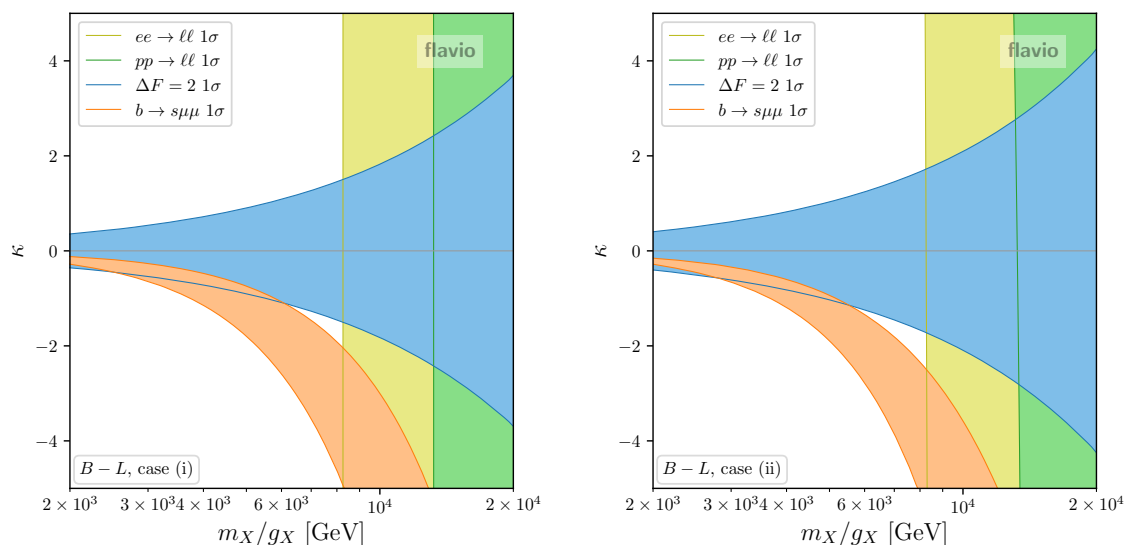 ee → ℓℓ 1σ
pp → ℓℓ 1σ
ΔF = 2 1σ
b → sμμ 1σ
flavio
4
2
0
−2
−4
κ
B − L, case (i)
2 × 10³
3 × 10³
4 × 10³
6 × 10³
10⁴
2 × 10⁴
m_X/g_X [GeV]
ee → ℓℓ 1σ
pp → ℓℓ 1σ
ΔF = 2 1σ
b → sμμ 1σ
flavio
4
2
0
−2
−4
κ
B − L, case (ii)
2 × 10³
3 × 10³
4 × 10³
6 × 10³
10⁴
2 × 10⁴
m_X/g_X [GeV]